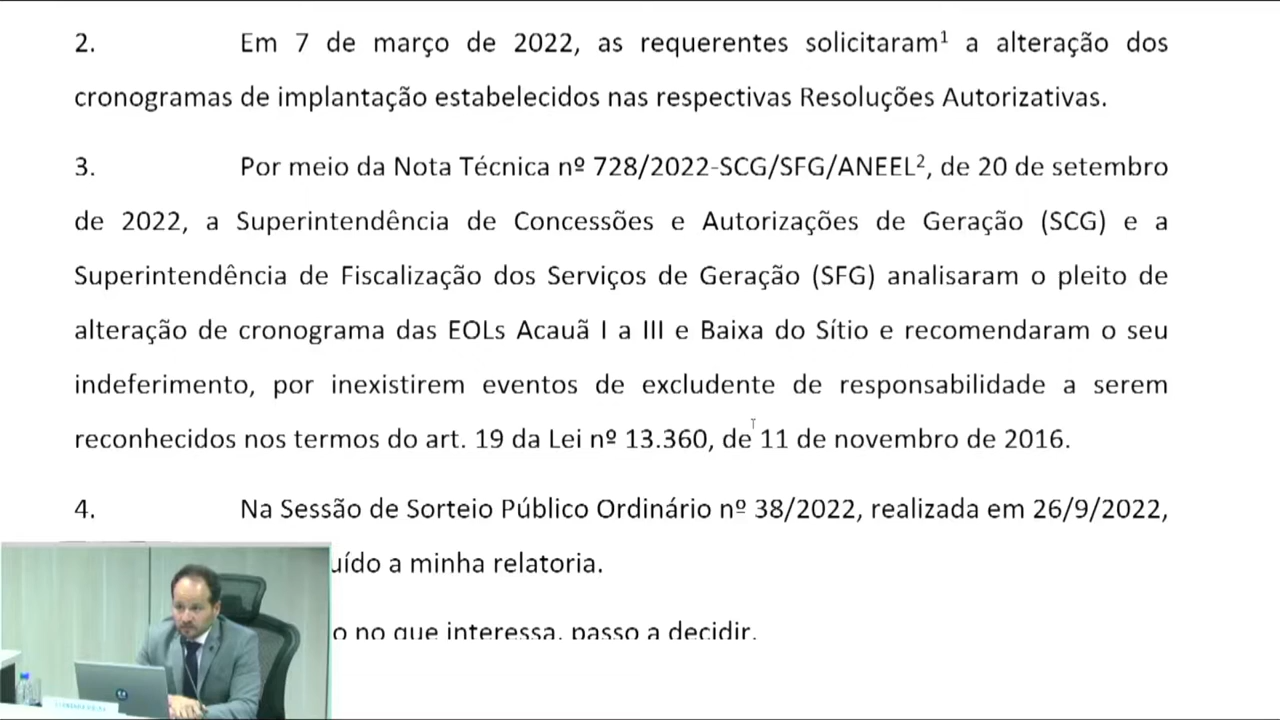 2. Em 7 de março de 2022, as requerentes solicitaram¹ a alteração dos
cronogramas de implantação estabelecidos nas respectivas Resoluções Autorizativas.
3. Por meio da Nota Técnica nº 728/2022-SCG/SFG/ANEEL², de 20 de setembro
de 2022, a Superintendência de Concessões e Autorizações de Geração (SCG) e a
Superintendência de Fiscalização dos Serviços de Geração (SFG) analisaram o pleito de
alteração de cronograma das EOLs Acauã I a III e Baixa do Sítio e recomendaram o seu
indeferimento, por inexistirem eventos de excludente de responsabilidade a serem
reconhecidos nos termos do art. 19 da Lei nº 13.360, de 11 de novembro de 2016.
4. Na Sessão de Sorteio Público Ordinário nº 38/2022, realizada em 26/9/2022,
uído a minha relatoria.
o no que interessa, passo a decidir.